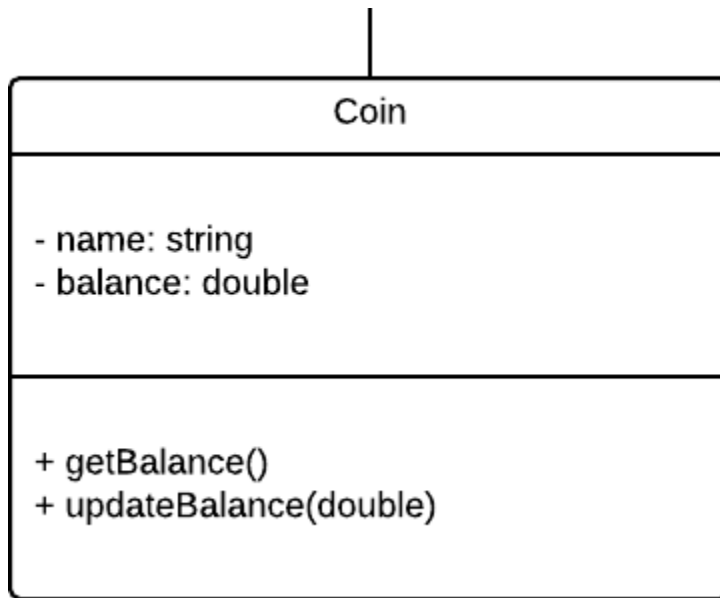 Coin
- name: string
- balance: double
+ getBalance()
+ updateBalance(double)